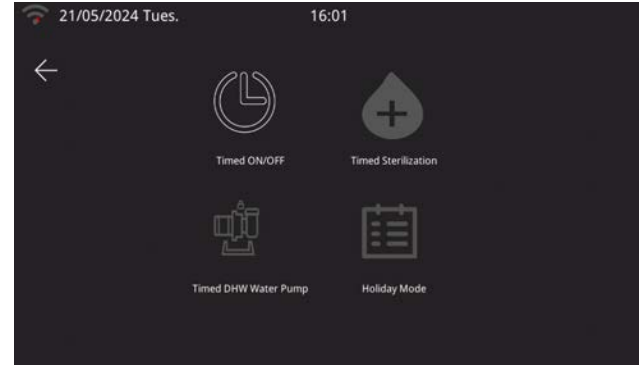 21/05/2024 Tues. 16:01
Timed ON/OFF Timed Sterilization
Timed DHW Water Pump Holiday Mode